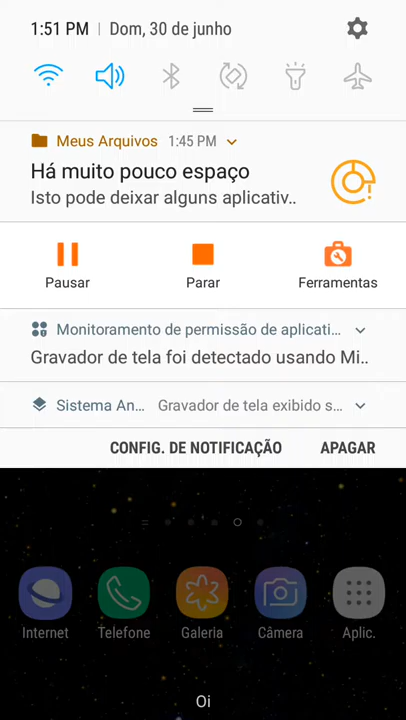 1:51 PM | Dom, 30 de junho
Meus Arquivos 1:45 PM
Há muito pouco espaço
Isto pode deixar alguns aplicativ..
Pausar Parar Ferramentas
Monitoramento de permissão de aplicati...
Gravador de tela foi detectado usando Mi..
Sistema An... Gravador de tela exibido s...
CONFIG. DE NOTIFICAÇÃO APAGAR
Internet Telefone Galeria Câmera Aplic.
Oi